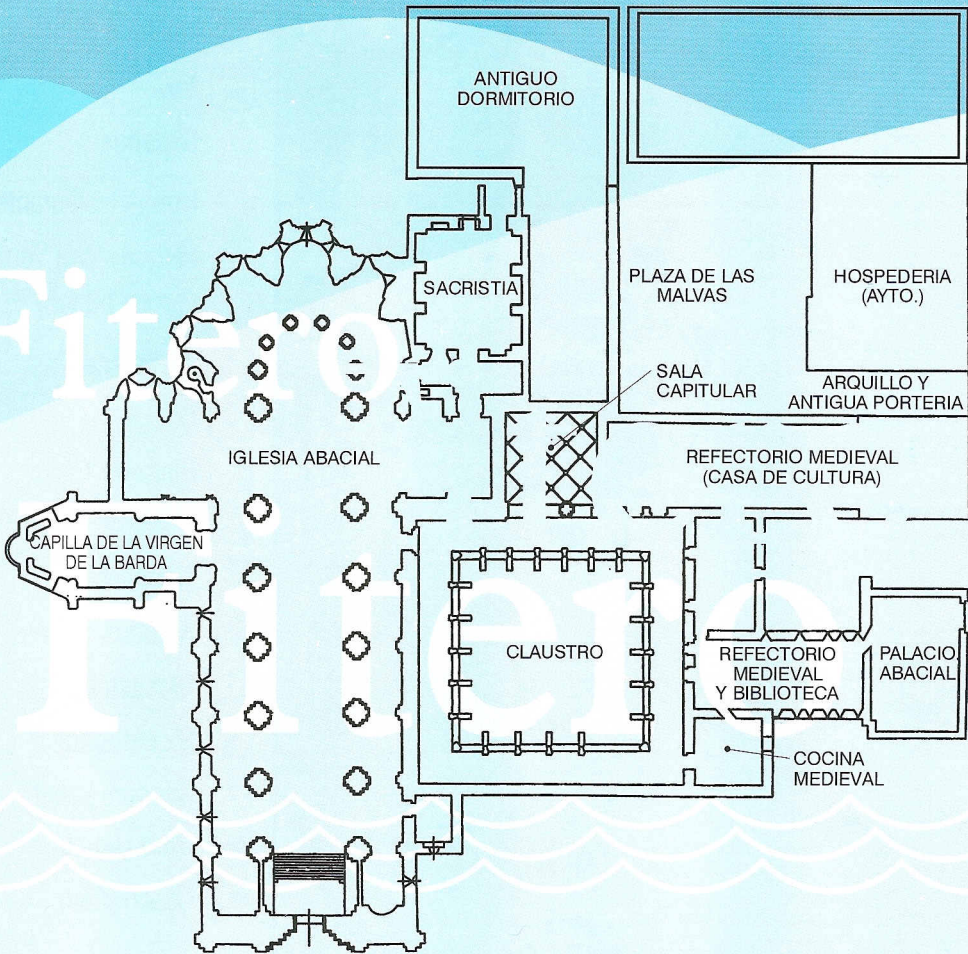 ANTIGUO
DORMITORIO
Fitero
SACRISTIA
PLAZA DE LAS
MALVAS
HOSPEDERIA
(AYTO.)
SALA
CAPITULAR
ARQUILLO Y
ANTIGUA PORTERIA
IGLESIA ABACIAL
REFECTORIO MEDIEVAL
(CASA DE CULTURA)
CAPILLA DE LA VIRGEN
DE LA BARDA
Fitero
CLAUSTRO
REFECTORIO
MEDIEVAL
Y BIBLIOTECA
PALACIO
ABACIAL
COCINA
MEDIEVAL